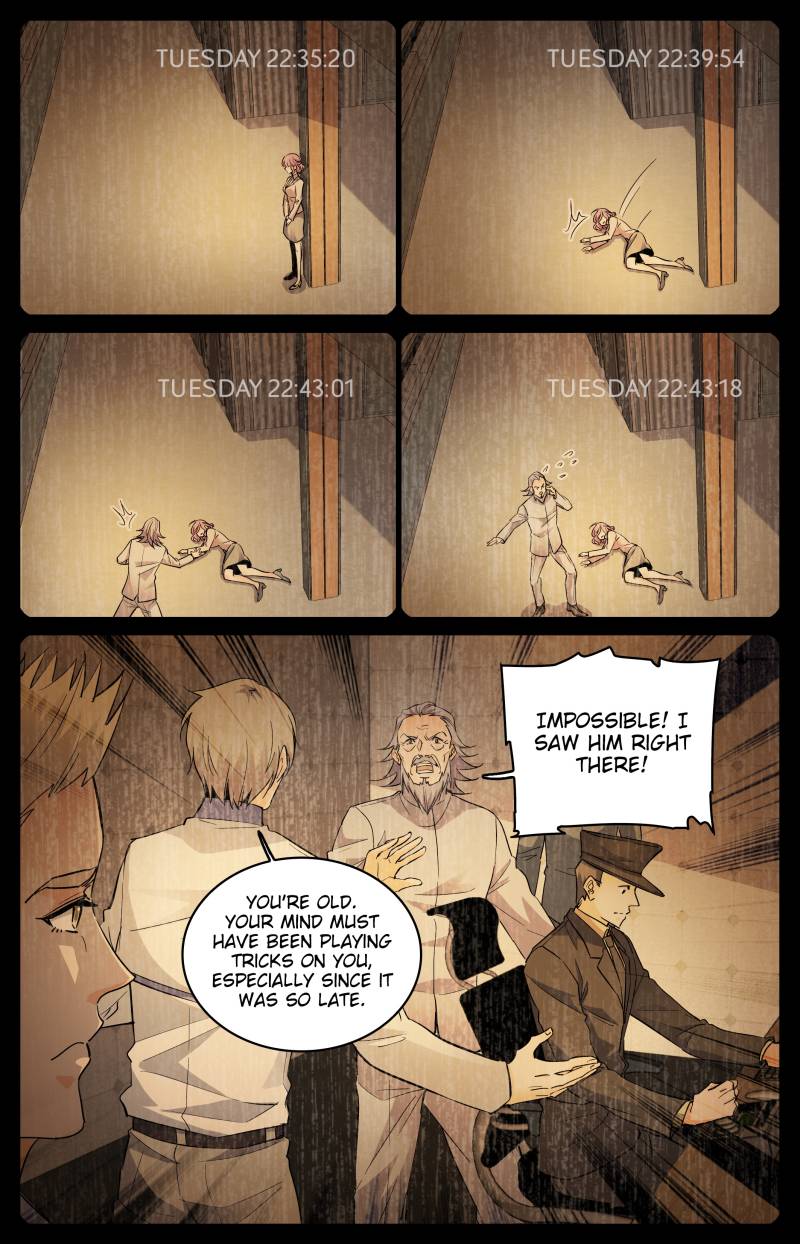 TUESDAY 22:35:20
TUESDAY 22:39:54
TUESDAY 22:43:01
TUESDAY 22:43:18
IMPOSSIBLE! I
SAW HIM RIGHT
THERE!
YOU'RE OLD.
YOUR MIND MUST
HAVE BEEN PLAYING
TRICKS ON YOU,
ESPECIALLY SINCE IT
WAS SO LATE.